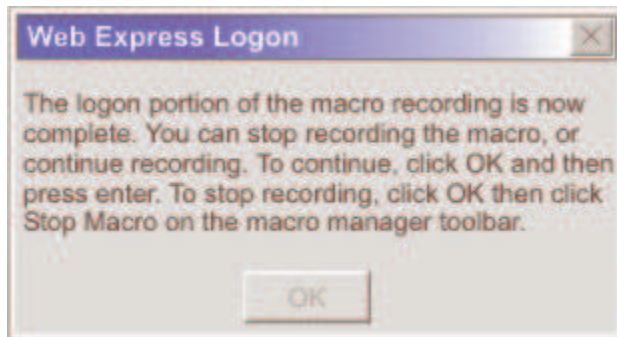 Web Express Logon
The logon portion of the macro recording is now
complete. You can stop recording the macro, or
continue recording. To continue, click OK and then
press enter. To stop recording, click OK then click
Stop Macro on the macro manager toolbar.
OK